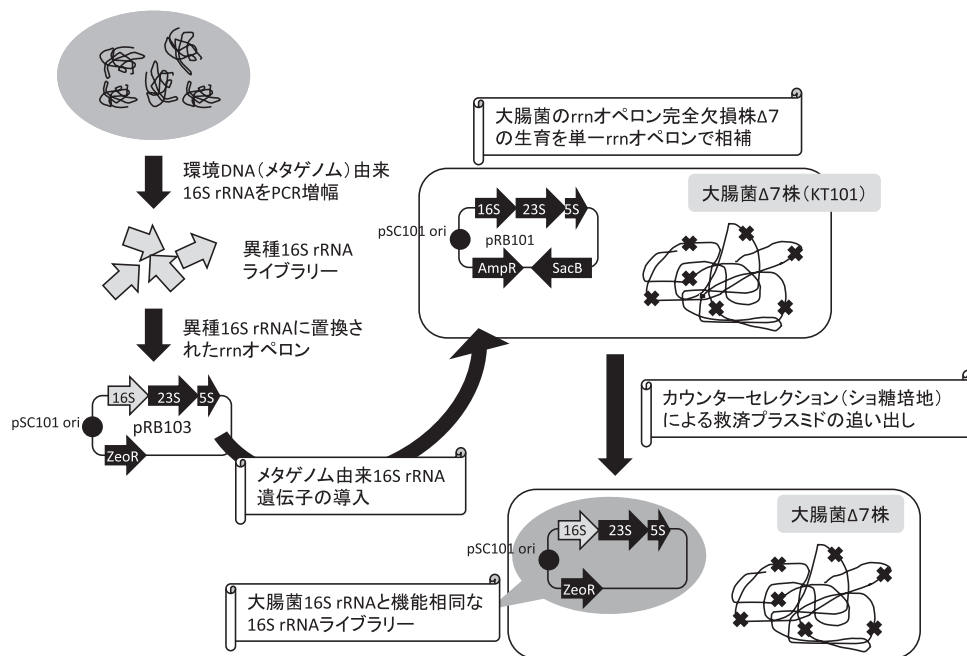 環境DNA（メタゲノム）由来
16S rRNAをPCR増幅
異種16S rRNA
ライブラリー
異種16S rRNAに置換さ
れたrrnオペロン
16S
23S
5S
pSC101 ori
pRB103
ZeoR
メタゲノム由来16S rRNA
遺伝子の導入
大腸菌のrrnオペロン完全欠損株Δ7
の生育を単一rrnオペロンで相補
大腸菌Δ7株（KT101）
16S
23S
5S
pSC101 ori
pRB101
AmpR
SacB
カウンターセレクション（ショ糖培地）
による救済プラスミドの追い出し
大腸菌Δ7株
16S
23S
5S
pSC101 ori
ZeoR
大腸菌16S rRNAと機能相同な
16S rRNAライブラリー